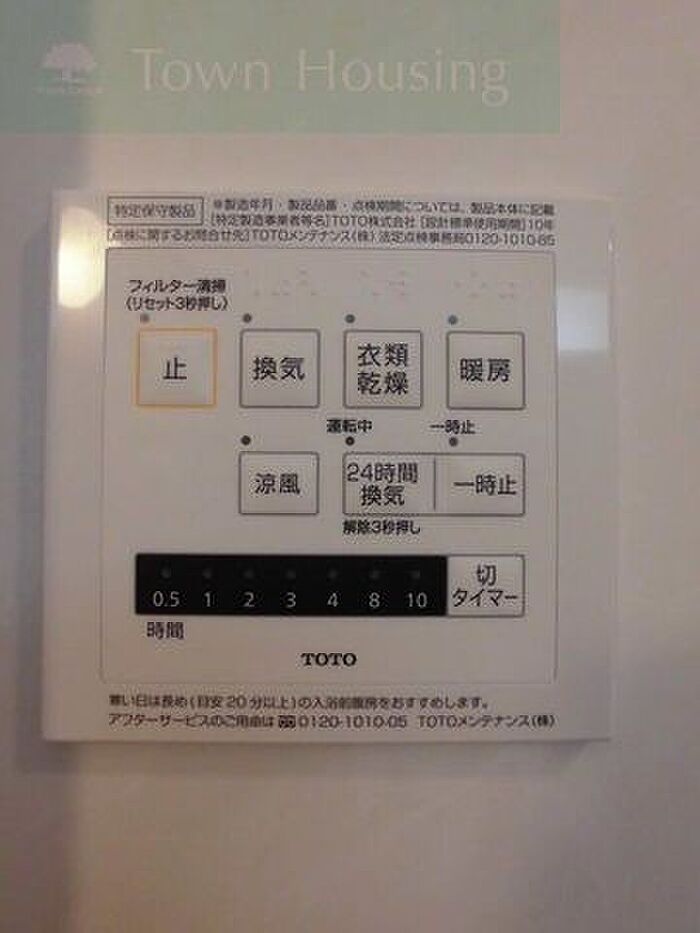 Town Housing
特定保守製品 ※製造年月・製品品番・点検期間については、製品本体に記載
[特定製造事業者等名]TOTO株式会社 [設計標準使用期間]10年
[点検に関するお問合せ先]TOTOメンテナンス(株) 法定点検事務局0120-1010-85
フィルター清掃
(リセット3秒押し)
止 換気 衣類乾燥 暖房
運転中 一時止
涼風 24時間換気 一時止
解除3秒押し
0.5 1 2 3 4 8 10 切タイマー
時間
TOTO
寒い日は長め(目安20分以上)の入浴前暖房をおすすめします。
アフターサービスのご用命は 0120-1010-05 TOTOメンテナンス(株)